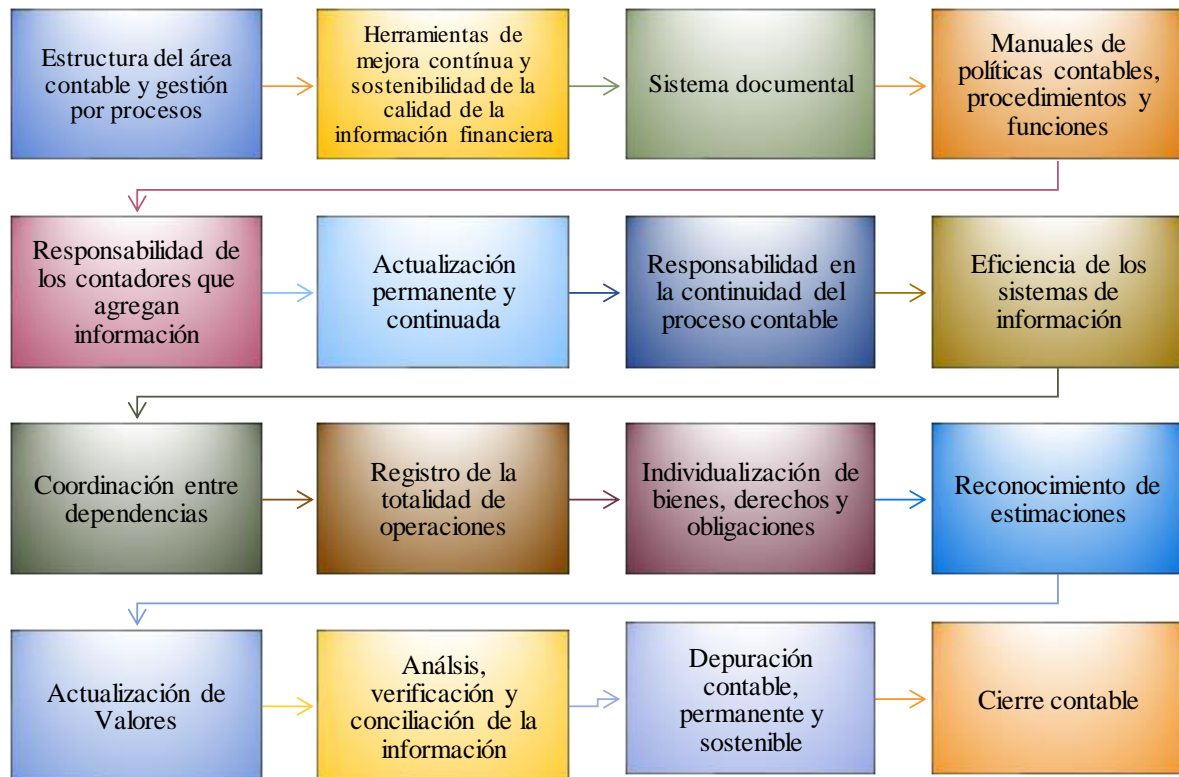 Estructura del área
contable y gestión
por procesos
Herramientas de
mejora contínua y
sostenibilidad de la
calidad de la
información financiera
Sistema documental
Manuales de
políticas contables,
procedimientos y
funciones
Responsabilidad de
los contadores que
agregan
información
Actualización
permanente y
continuada
Responsabilidad en
la continuidad del
proceso contable
Eficiencia de los
sistemas de
información
Coordinación entre
dependencias
Registro de la
totalidad de
operaciones
Individualización de
bienes, derechos y
obligaciones
Reconocimiento de
estimaciones
Actualización de
Valores
Análsis,
verificación y
conciliación de la
información
Depuración
contable,
permanente y
sostenible
Cierre contable